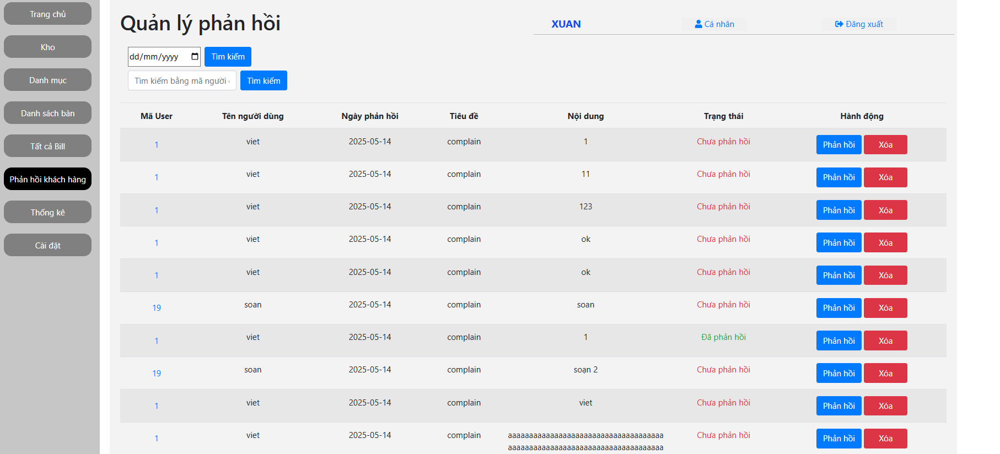 Trang chủ
Kho
Danh mục
Danh sách bàn
Tất cả Bill
Phản hồi khách hàng
Thống kê
Cài đặt
Quản lý phản hồi
XUAN
Cá nhân
Đăng xuất
dd/mm/yyyy
Tìm kiếm
Tìm kiếm bằng mã người
Tìm kiếm
Mã User Tên người dùng Ngày phản hồi Tiêu đề Nội dung Trạng thái Hành động
1 viet 2025-05-14 complain 1 Chưa phản hồi Phản hồi Xóa
1 viet 2025-05-14 complain 11 Chưa phản hồi Phản hồi Xóa
1 viet 2025-05-14 complain 123 Chưa phản hồi Phản hồi Xóa
1 viet 2025-05-14 complain ok Chưa phản hồi Phản hồi Xóa
1 viet 2025-05-14 complain ok Chưa phản hồi Phản hồi Xóa
19 soan 2025-05-14 complain soan Chưa phản hồi Phản hồi Xóa
1 viet 2025-05-14 complain 1 Đã phản hồi Phản hồi Xóa
19 soan 2025-05-14 complain soạn 2 Chưa phản hồi Phản hồi Xóa
1 viet 2025-05-14 complain viet Chưa phản hồi Phản hồi Xóa
1 viet 2025-05-14 complain aaaaaaaaaaaaaaaaaaaaaaaaaaaaaaaaaaaaa Chưa phản hồi Phản hồi Xóa
aaaaaaaaaaaaaaaaaaaaaaaaaaaaaaaaaaaaa